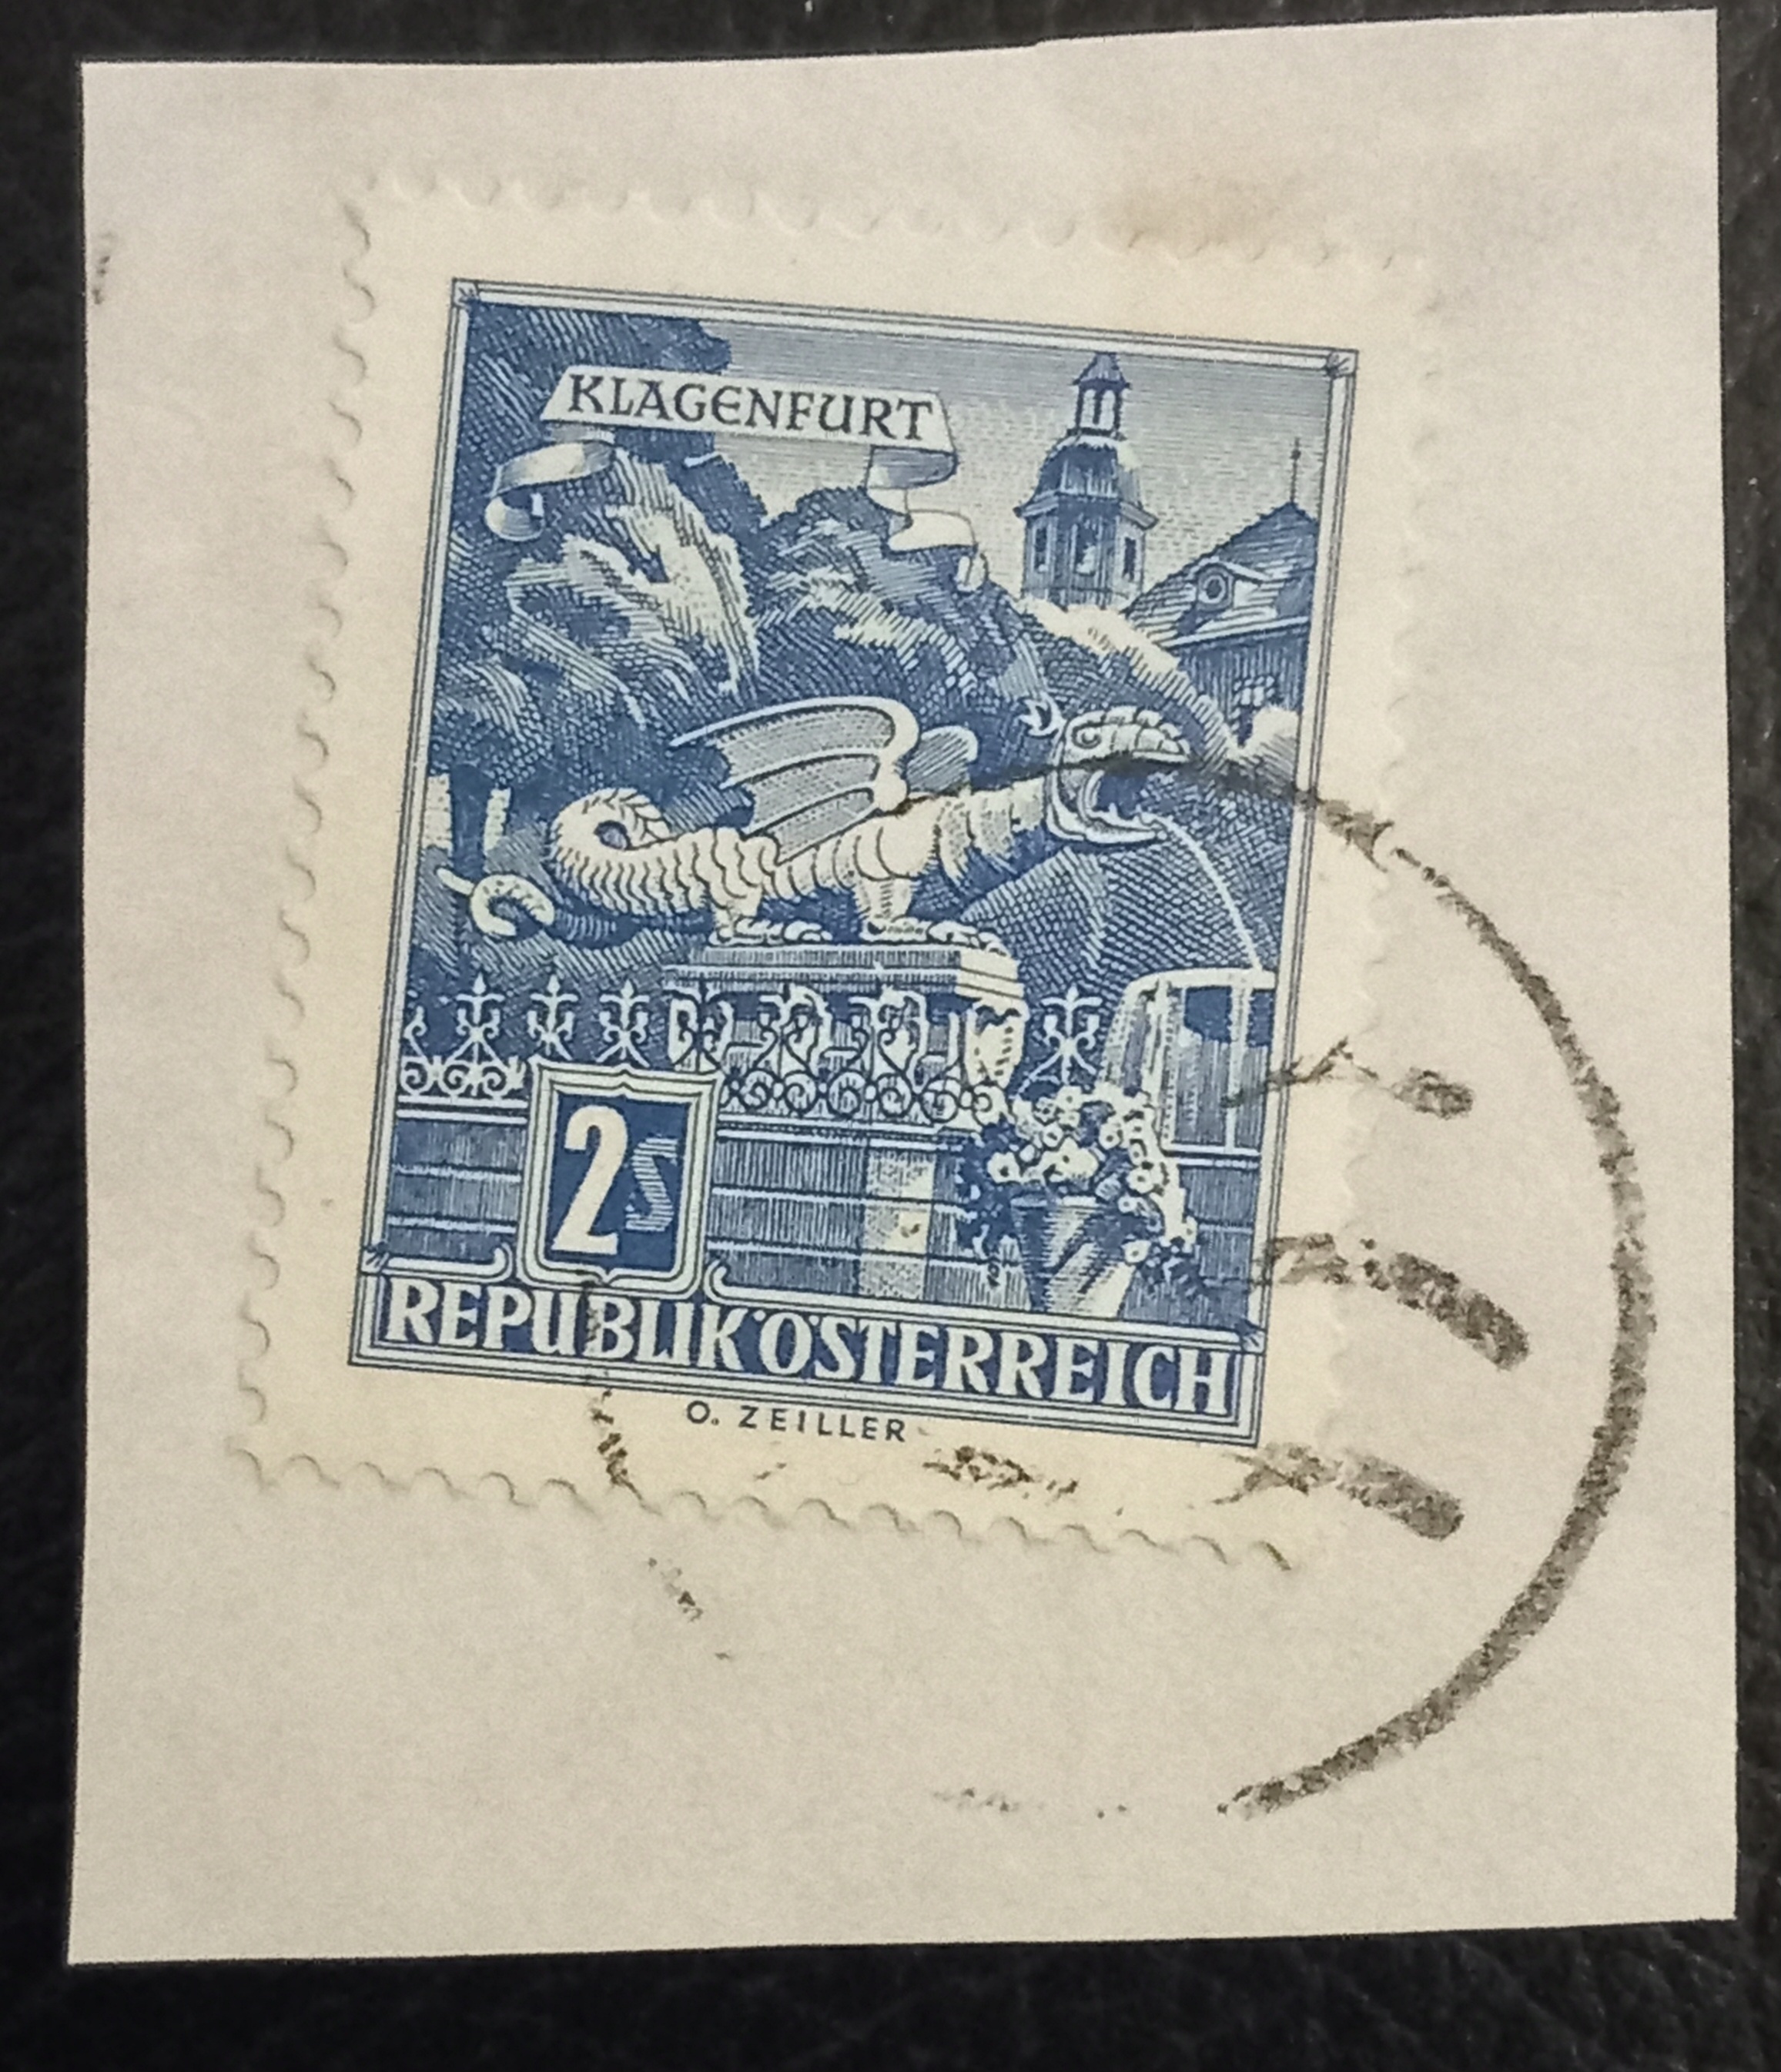 KLAGENFURT
2S
REPUBLIK ÖSTERREICH
O. ZEILLER